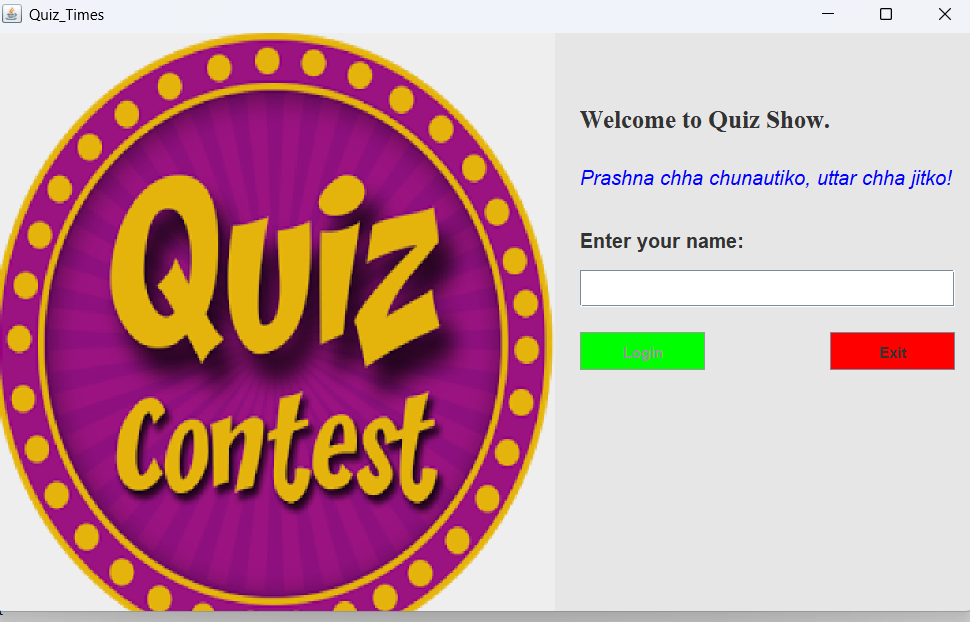 Quiz_Times
Quiz
Contest
Welcome to Quiz Show.
Prashna chha chunautiko, uttar chha jitko!
Enter your name:
Login
Exit